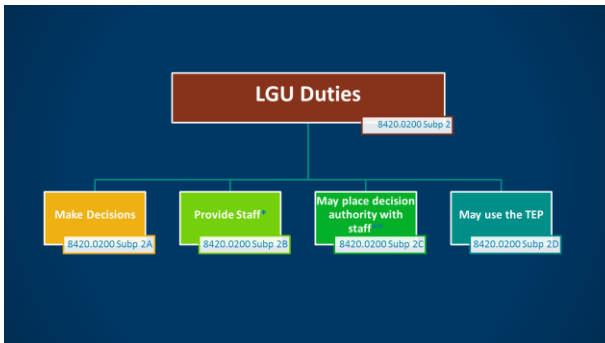 LGU Duties
8420.0200 Subp 2
Make Decisions
8420.0200 Subp 2A
Provide Staff*
8420.0200 Subp 2B
May place decision
authority with
staff**
8420.0200 Subp 2C
May use the TEP
8420.0200 Subp 2D